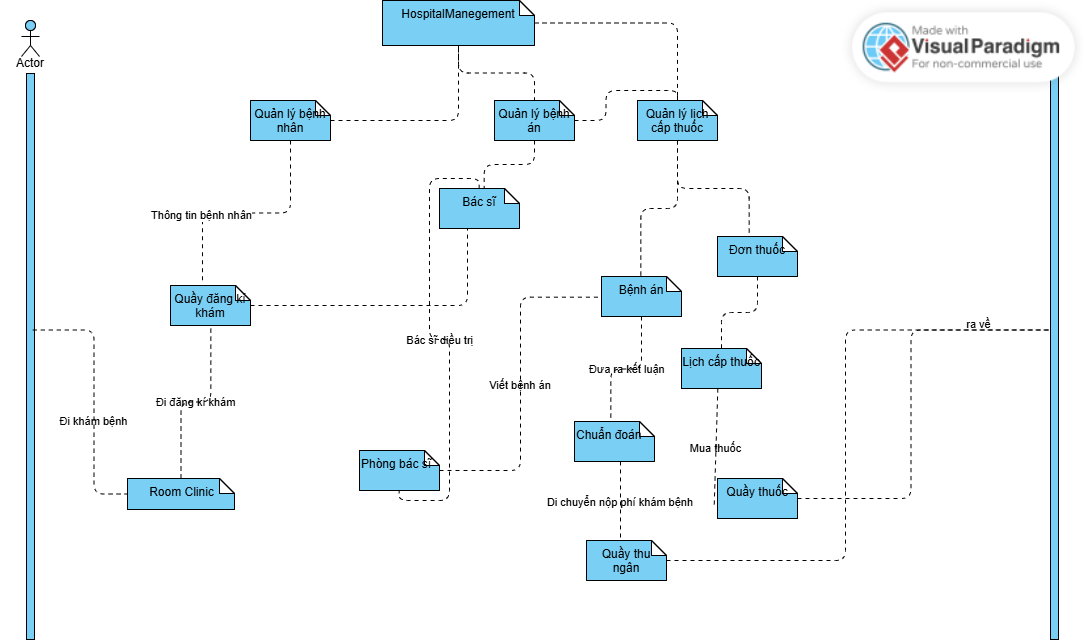 HospitalManegement
Made with
VisualParadigm
For non-commercial use
Actor
Quản lý bệnh
nhân
Quản lý bệnh
án
Quản lý lịch
cấp thuốc
Bác sĩ
Thông tin bệnh nhân
Đơn thuốc
Quầy đăng kí
khám
Bệnh án
ra về
Bác sĩ điều trị
Lịch cấp thuốc
Đưa ra kết luận
Viết bệnh án
Đi đăng kí khám
Đi khám bệnh
Chuẩn đoán
Mua thuốc
Phòng bác sĩ
Room Clinic
Quầy thuốc
Di chuyển nộp phí khám bệnh
Quầy thu
ngân